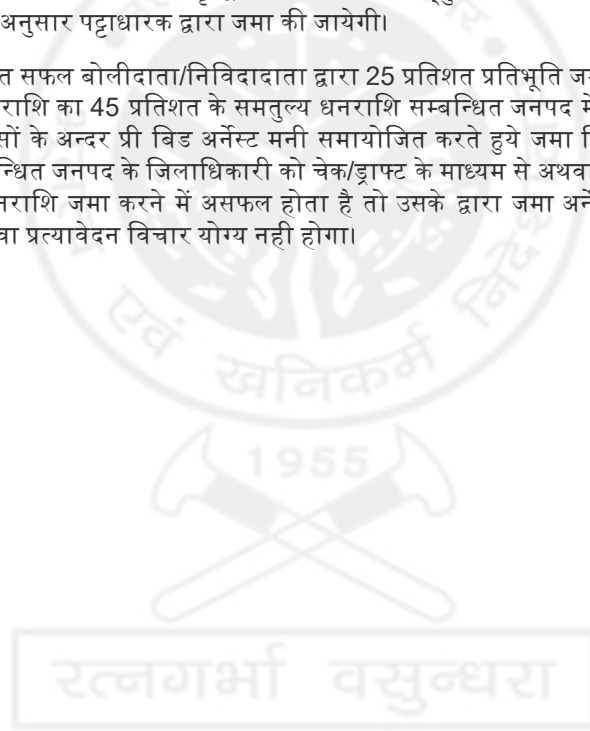 अनुसार पट्टाधारक द्वारा जमा की जायेगी।
त सफल बोलीदाता/निविदादाता द्वारा 25 प्रतिशत प्रतिभूति ज
राशि का 45 प्रतिशत के समतुल्य धनराशि सम्बन्धित जनपद में
सों के अन्दर प्री बिड अर्नेस्ट मनी समायोजित करते हुये जमा
न्धित जनपद के जिलाधिकारी को चेक/ड्राफ्ट के माध्यम से अथवा
नराशि जमा करने में असफल होता है तो उसके द्वारा जमा अर्ने
वा प्रत्यावेदन विचार योग्य नही होगा।
एवं खनिकर्म
1955
रत्नगर्भा वसुन्धरा